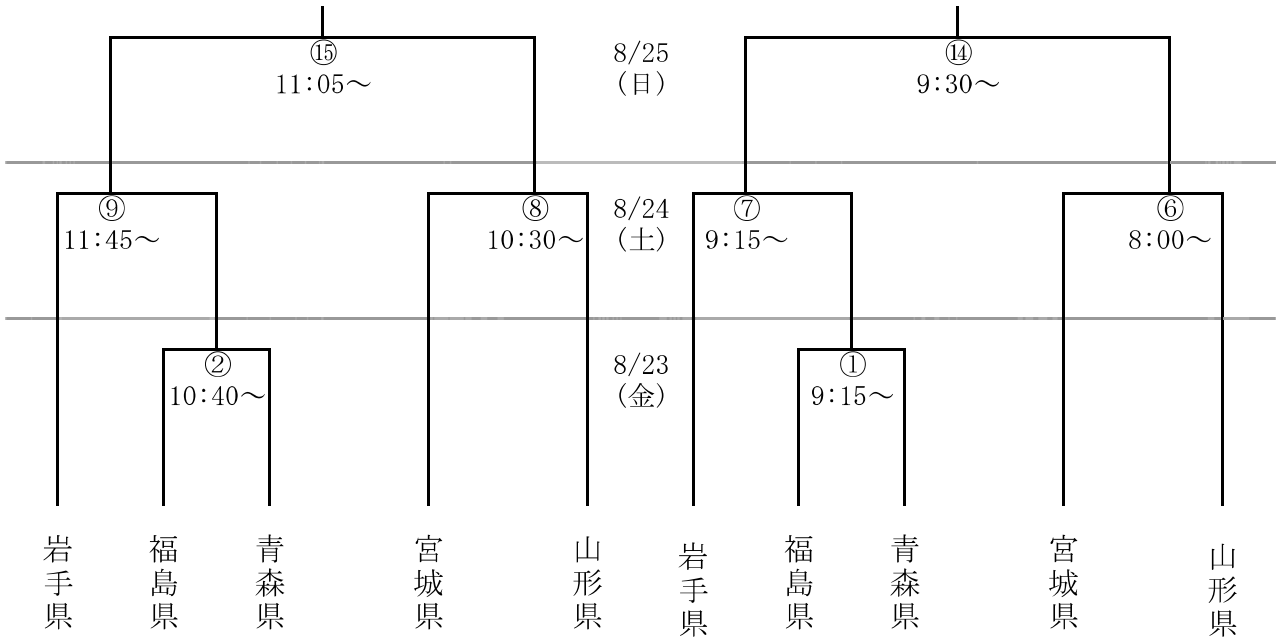 ⑮
11:05～
8/25
(日)
⑭
9:30～
⑨
11:45～
⑧
10:30～
8/24
(土)
⑦
9:15～
⑥
8:00～
②
10:40～
8/23
(金)
①
9:15～
岩手県
福島県
青森県
宮城県
山形県
岩手県
福島県
青森県
宮城県
山形県